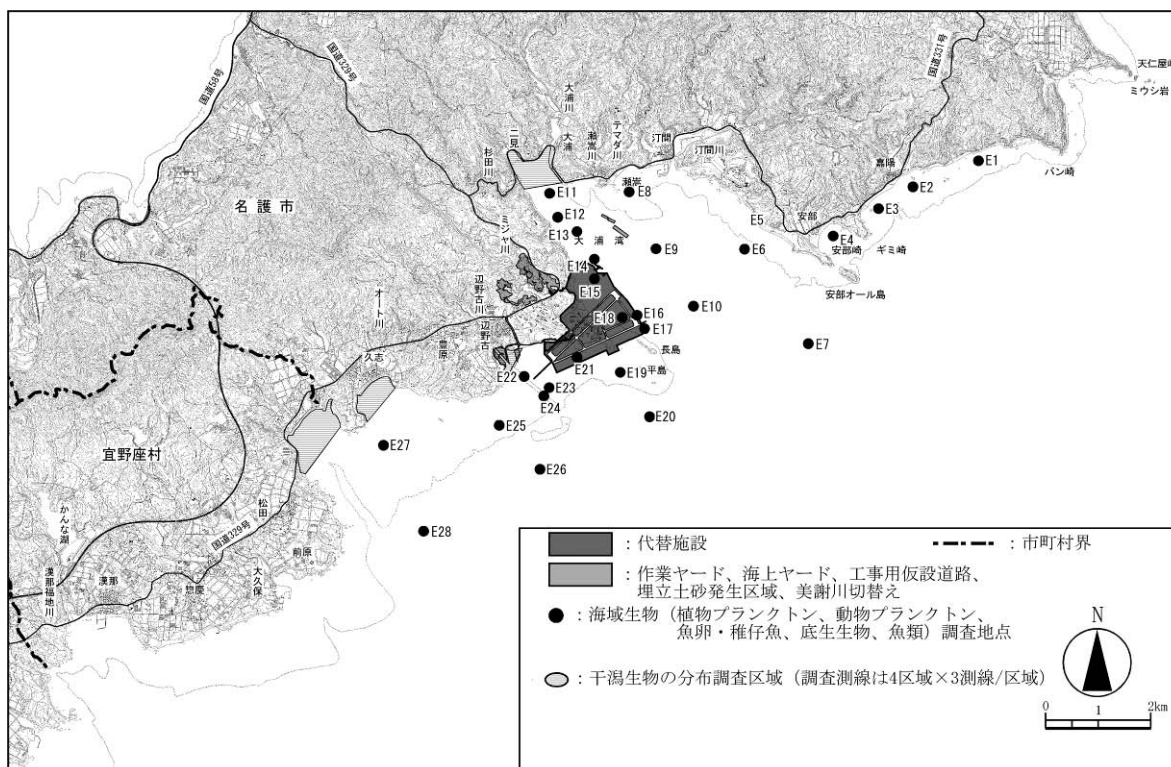 国道58号
国道329号
国道331号
天仁屋崎
ミウシ岩
バン崎
大浦川
二見
大浦
瀬嵩川
テマダ川
汀間
汀間川
杉田川
嘉陽
瀬嵩
名護市
安部
安部崎
ギミ崎
安部オール島
大浦湾
ミジャ川
辺野古川
辺野古
オート川
久志
豊原
長島
平島
E1
E2
E3
E4
E5
E6
E7
E8
E9
E10
E11
E12
E13
E14
E15
E16
E17
E18
E19
E20
E21
E22
E23
E24
E25
E26
E27
E28
宜野座村
かんな湖
松田
国道329号
前原
漢那
惣慶
大久保
漢那福地川
：代替施設
：市町村界
：作業ヤード、海上ヤード、工事用仮設道路、
埋立土砂発生区域、美謝川切替え
：海域生物（植物プランクトン、動物プランクトン、
魚卵・稚仔魚、底生生物、魚類）調査地点
：干潟生物の分布調査区域（調査測線は4区域×3測線/区域）
N
0 1 2km